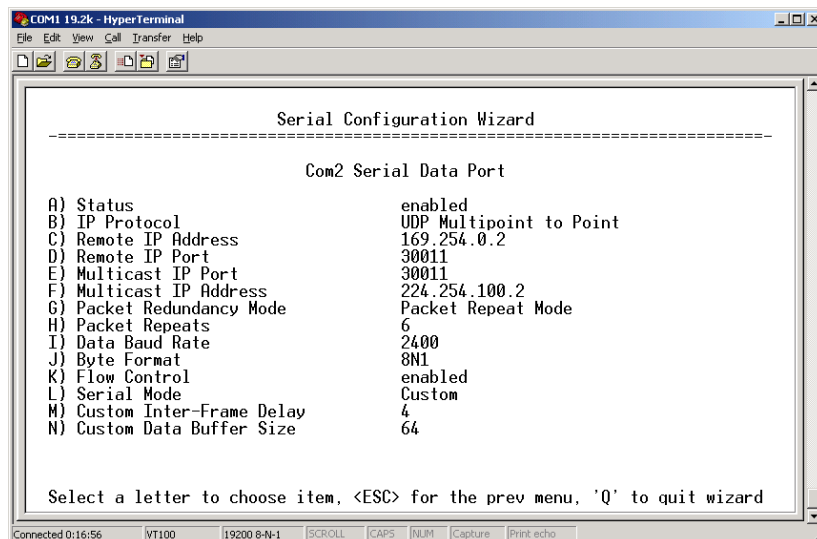 COM1 19.2k - HyperTerminal
File Edit View Call Transfer Help
Serial Configuration Wizard
-==========================================================================-
Com2 Serial Data Port
A) Status enabled
B) IP Protocol UDP Multipoint to Point
C) Remote IP Address 169.254.0.2
D) Remote IP Port 30011
E) Multicast IP Port 30011
F) Multicast IP Address 224.254.100.2
G) Packet Redundancy Mode Packet Repeat Mode
H) Packet Repeats 6
I) Data Baud Rate 2400
J) Byte Format 8N1
K) Flow Control enabled
L) Serial Mode Custom
M) Custom Inter-Frame Delay 4
N) Custom Data Buffer Size 64
Select a letter to choose item, <ESC> for the prev menu, 'Q' to quit wizard
Connected 0:16:56 VT100 19200 8-N-1 SCROLL CAPS NUM Capture Print echo